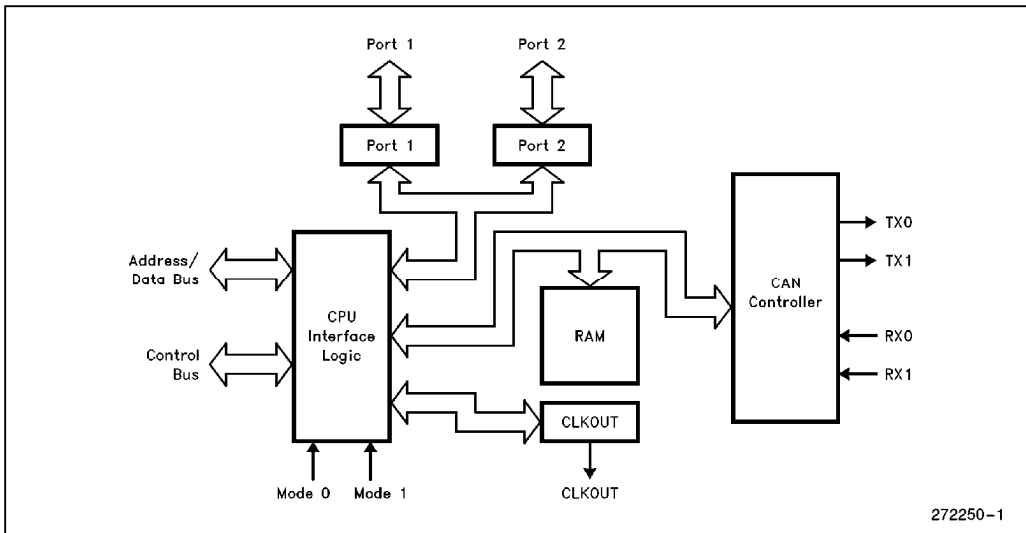 Port 1
Port 2
Port 1
Port 2
Address/
Data Bus
Control
Bus
CPU
Interface
Logic
RAM
CAN
Controller
TX0
TX1
RX0
RX1
CLKOUT
Mode 0
Mode 1
CLKOUT
272250-1